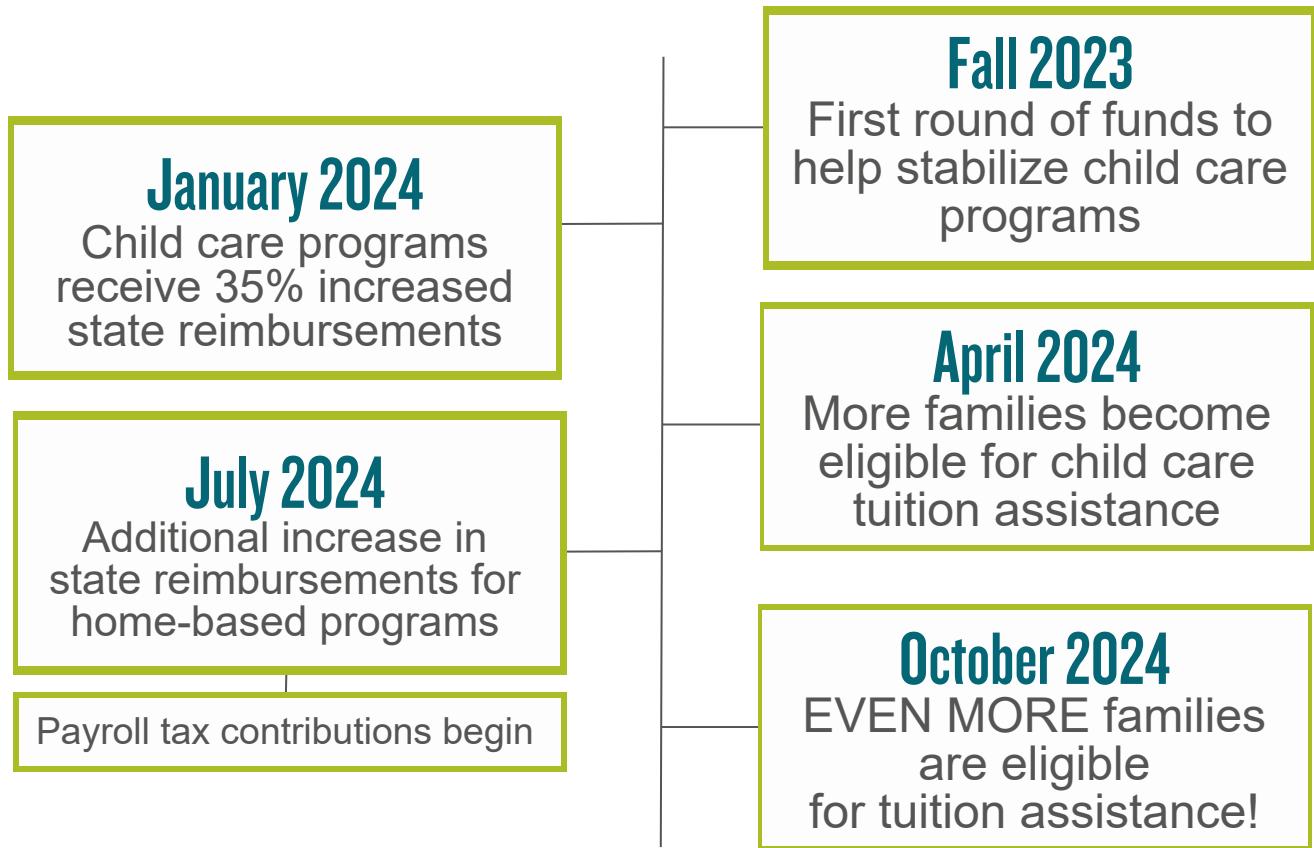 Fall 2023
First round of funds to
help stabilize child care
programs
January 2024
Child care programs
receive 35% increased
state reimbursements
April 2024
More families become
eligible for child care
tuition assistance
July 2024
Additional increase in
state reimbursements for
home-based programs
Payroll tax contributions begin
October 2024
EVEN MORE families
are eligible
for tuition assistance!